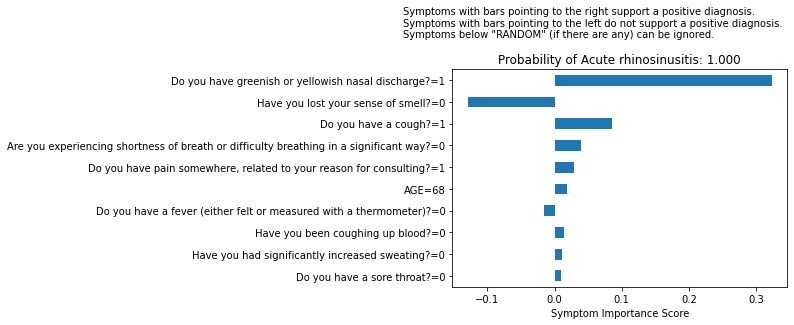 Symptoms with bars pointing to the right support a positive diagnosis.
Symptoms with bars pointing to the left do not support a positive diagnosis.
Symptoms below "RANDOM" (if there are any) can be ignored.
Probability of Acute rhinosinusitis: 1.000
Do you have greenish or yellowish nasal discharge?=1
Have you lost your sense of smell?=0
Do you have a cough?=1
Are you experiencing shortness of breath or difficulty breathing in a significant way?=0
Do you have pain somewhere, related to your reason for consulting?=1
AGE=68
Do you have a fever (either felt or measured with a thermometer)?=0
Have you been coughing up blood?=0
Have you had significantly increased sweating?=0
Do you have a sore throat?=0
−0.1 0.0 0.1 0.2 0.3
Symptom Importance Score